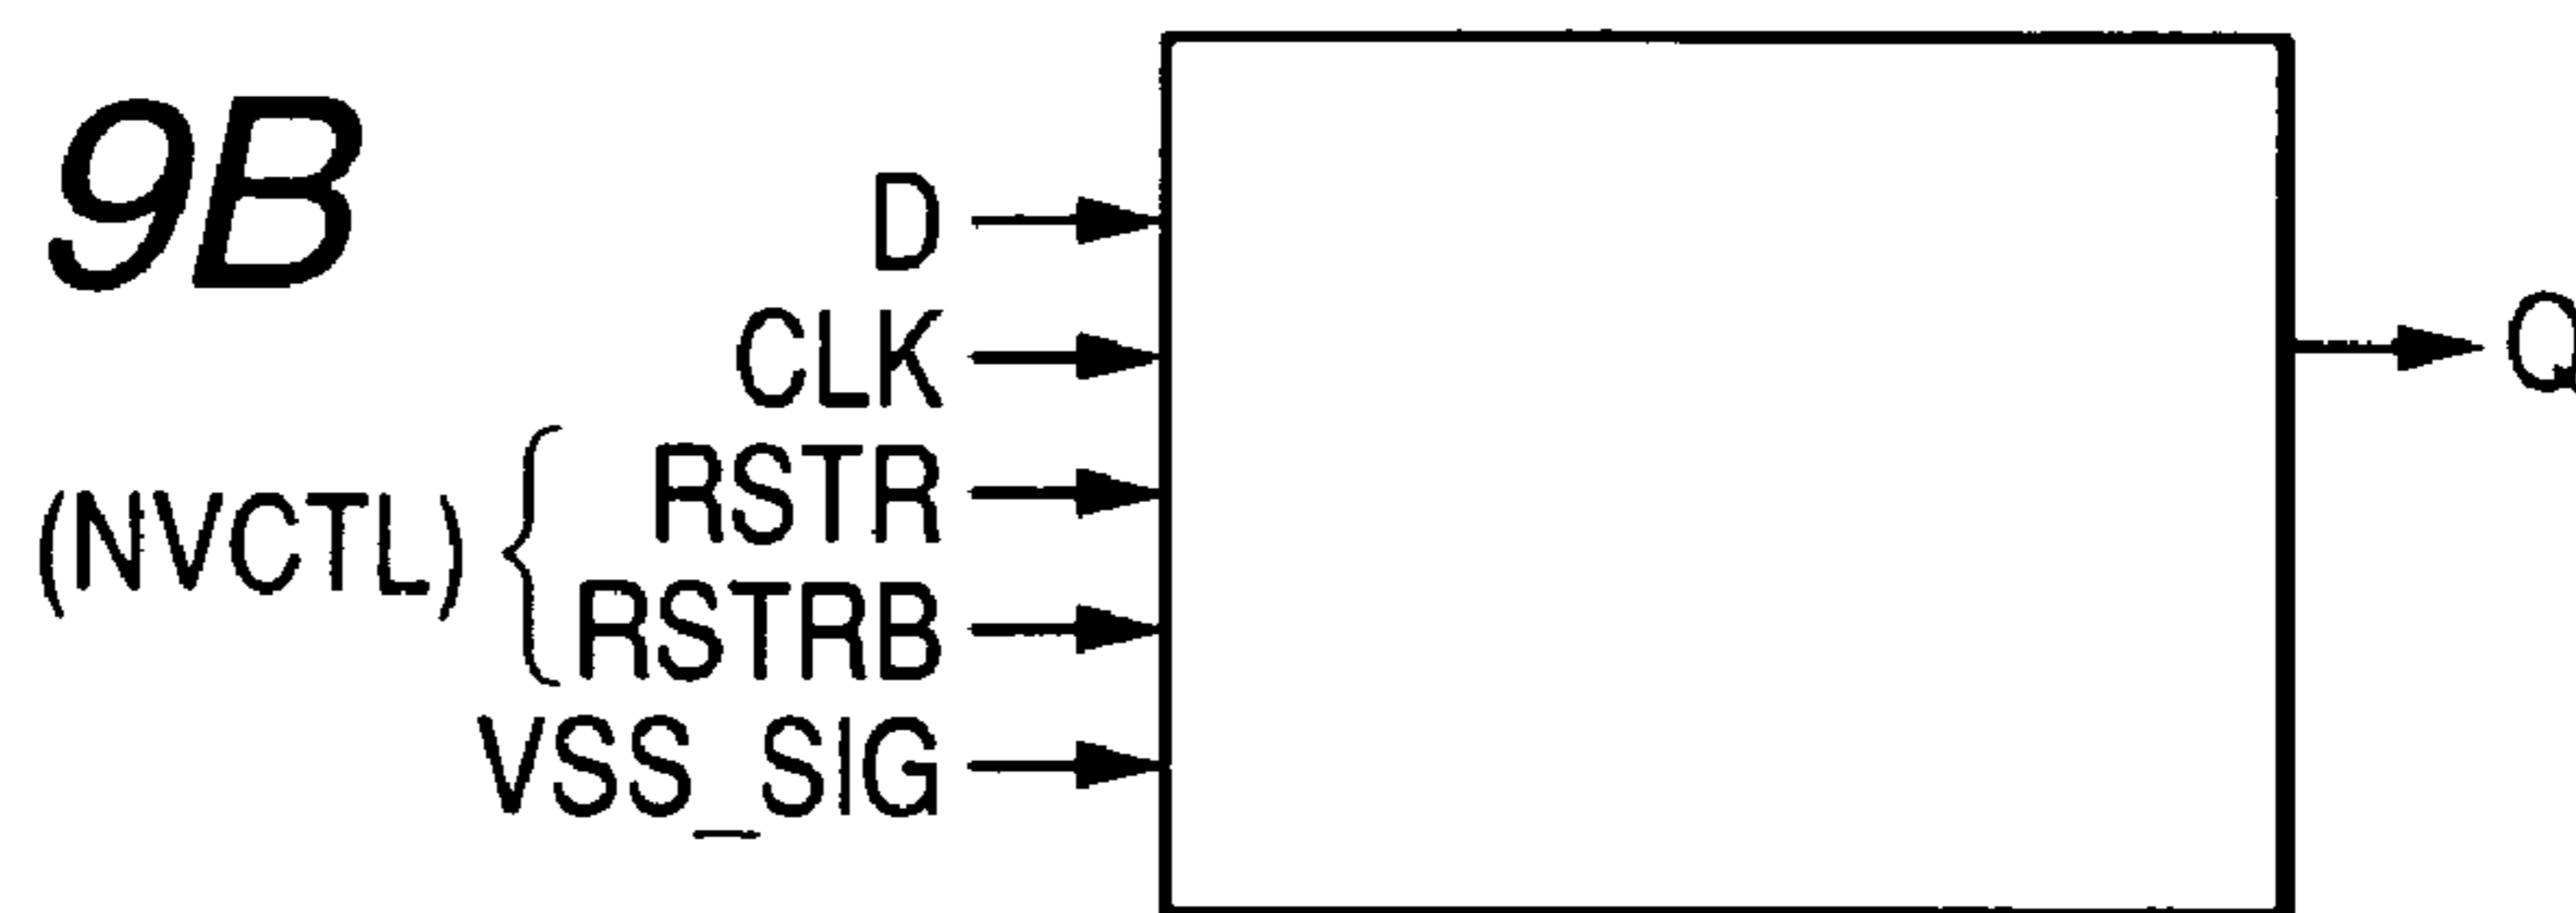 9B
D
CLK
RSTR
(NVCTL)
RSTRB
VSS_SIG
Q